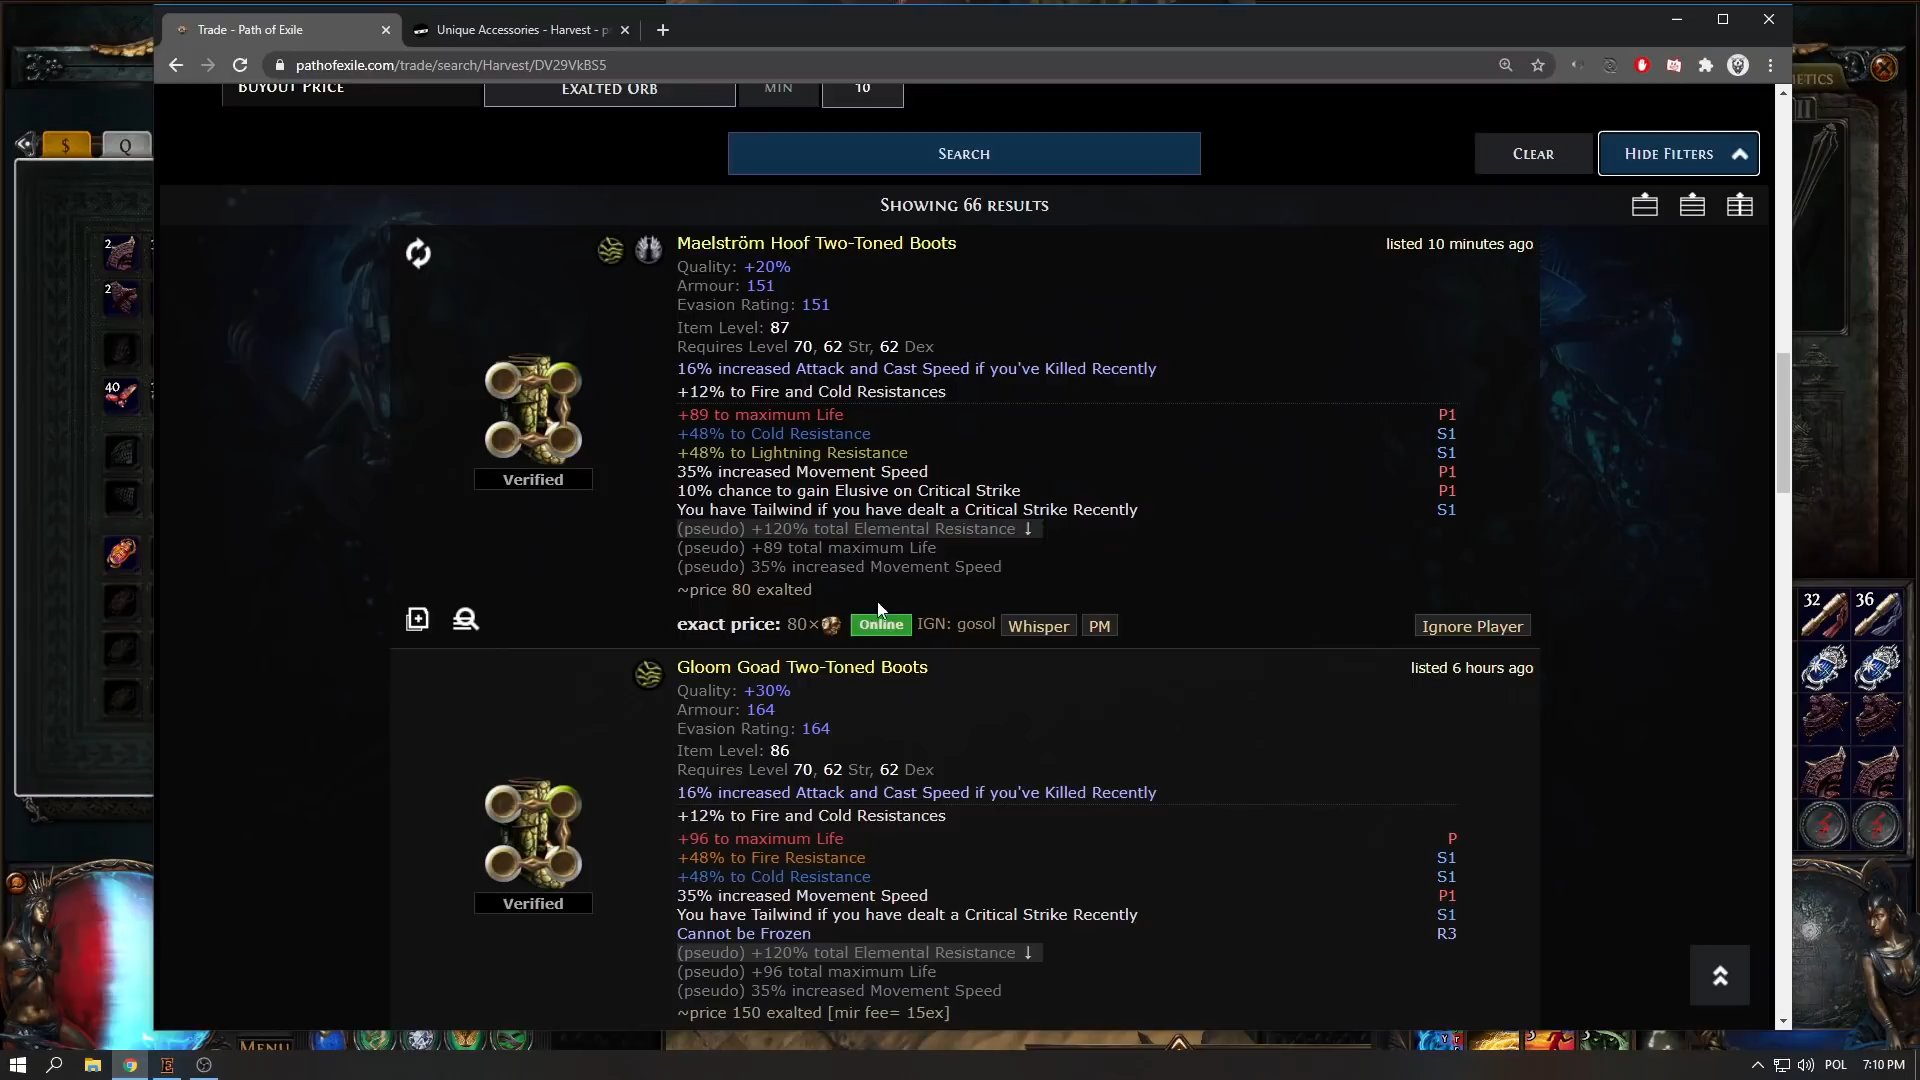 Trade - Path of Exile
Unique Accessories - Harvest - p
pathofexile.com/trade/search/Harvest/DV29VkBS5
BUYOUT PRICE
EXALTED ORB
MIN
10
SEARCH
CLEAR
HIDE FILTERS
SHOWING 66 RESULTS
Maelström Hoof Two-Toned Boots
listed 10 minutes ago
Quality: +20%
Armour: 151
Evasion Rating: 151
Item Level: 87
Requires Level 70, 62 Str, 62 Dex
16% increased Attack and Cast Speed if you've Killed Recently
+12% to Fire and Cold Resistances
+89 to maximum Life P1
+48% to Cold Resistance S1
+48% to Lightning Resistance S1
35% increased Movement Speed P1
10% chance to gain Elusive on Critical Strike P1
You have Tailwind if you have dealt a Critical Strike Recently S1
(pseudo) +120% total Elemental Resistance ↓
(pseudo) +89 total maximum Life
(pseudo) 35% increased Movement Speed
~price 80 exalted
Verified
exact price: 80× Online IGN: gosol Whisper PM
Ignore Player
Gloom Goad Two-Toned Boots
listed 6 hours ago
Quality: +30%
Armour: 164
Evasion Rating: 164
Item Level: 86
Requires Level 70, 62 Str, 62 Dex
16% increased Attack and Cast Speed if you've Killed Recently
+12% to Fire and Cold Resistances
+96 to maximum Life P
+48% to Fire Resistance S1
+48% to Cold Resistance S1
35% increased Movement Speed P1
You have Tailwind if you have dealt a Critical Strike Recently S1
Cannot be Frozen R3
(pseudo) +120% total Elemental Resistance ↓
(pseudo) +96 total maximum Life
(pseudo) 35% increased Movement Speed
~price 150 exalted [mir fee= 15ex]
Verified
$
Q
2
2
40
32
36
ETICS
MENU
POL
7:10 PM